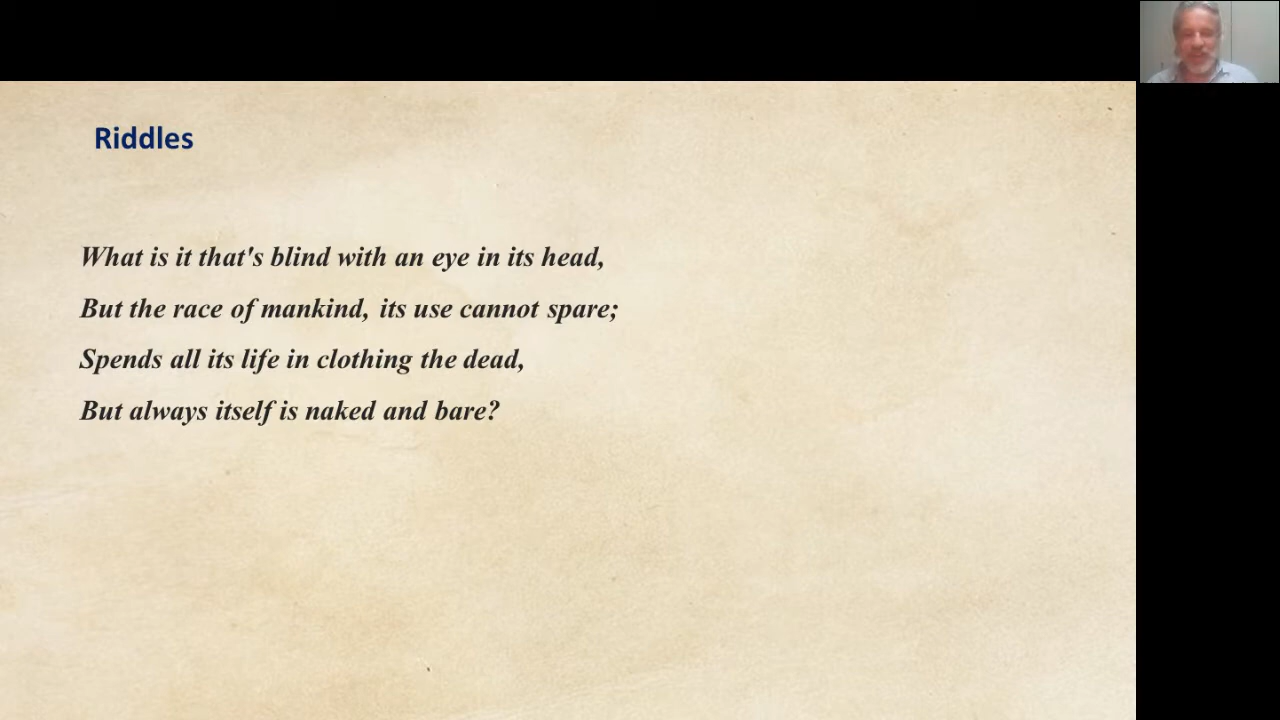 Riddles
What is it that's blind with an eye in its head,
But the race of mankind, its use cannot spare;
Spends all its life in clothing the dead,
But always itself is naked and bare?